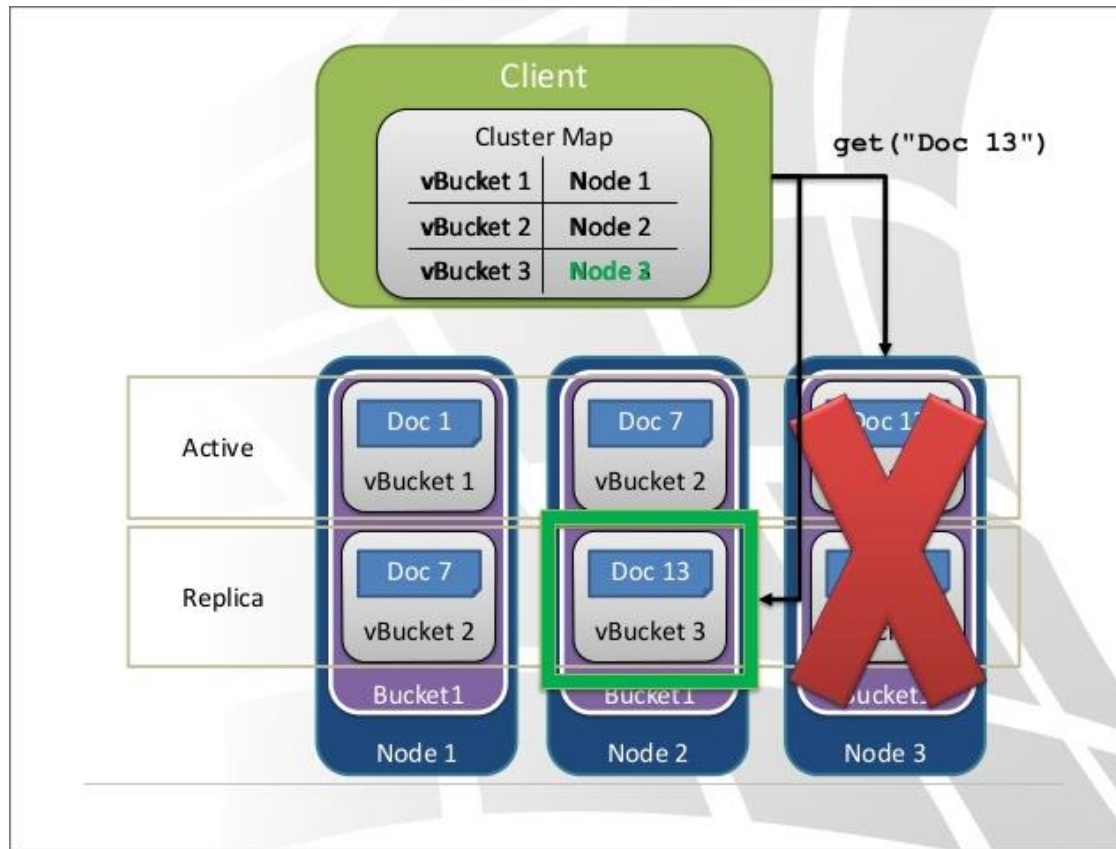 Client
Cluster Map
vBucket 1 Node 1
vBucket 2 Node 2
vBucket 3
get("Doc 13")
Active
Doc 1
vBucket 1
Doc 7
vBucket 2
Replica
Doc 7
vBucket 2
Doc 13
vBucket 3
Bucket1
Bucket1
Node 1
Node 2
Node 3